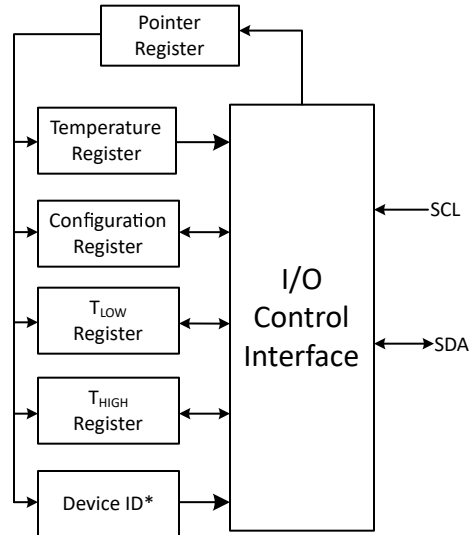 Pointer
Register
Temperature
Register
Configuration
Register
TLOW
Register
THIGH
Register
Device ID*
I/O
Control
Interface
SCL
SDA